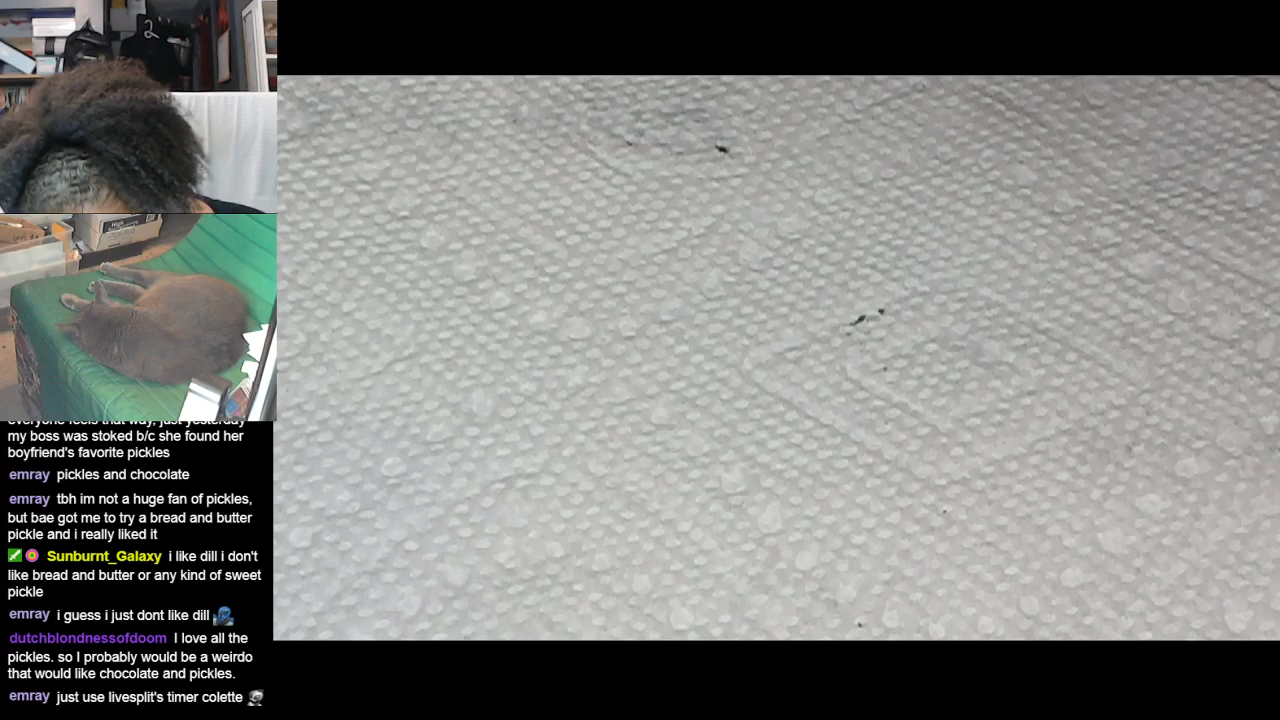 everyone feels that way, just yesterday
my boss was stoked b/c she found her
boyfriend's favorite pickles
emray pickles and chocolate
emray tbh im not a huge fan of pickles,
but bae got me to try a bread and butter
pickle and i really liked it
Sunburnt_Galaxy i like dill i don't
like bread and butter or any kind of sweet
pickle
emray i guess i just dont like dill
dutchblondnessofdoom I love all the
pickles. so I probably would be a weirdo
that would like chocolate and pickles.
emray just use livesplit's timer colette